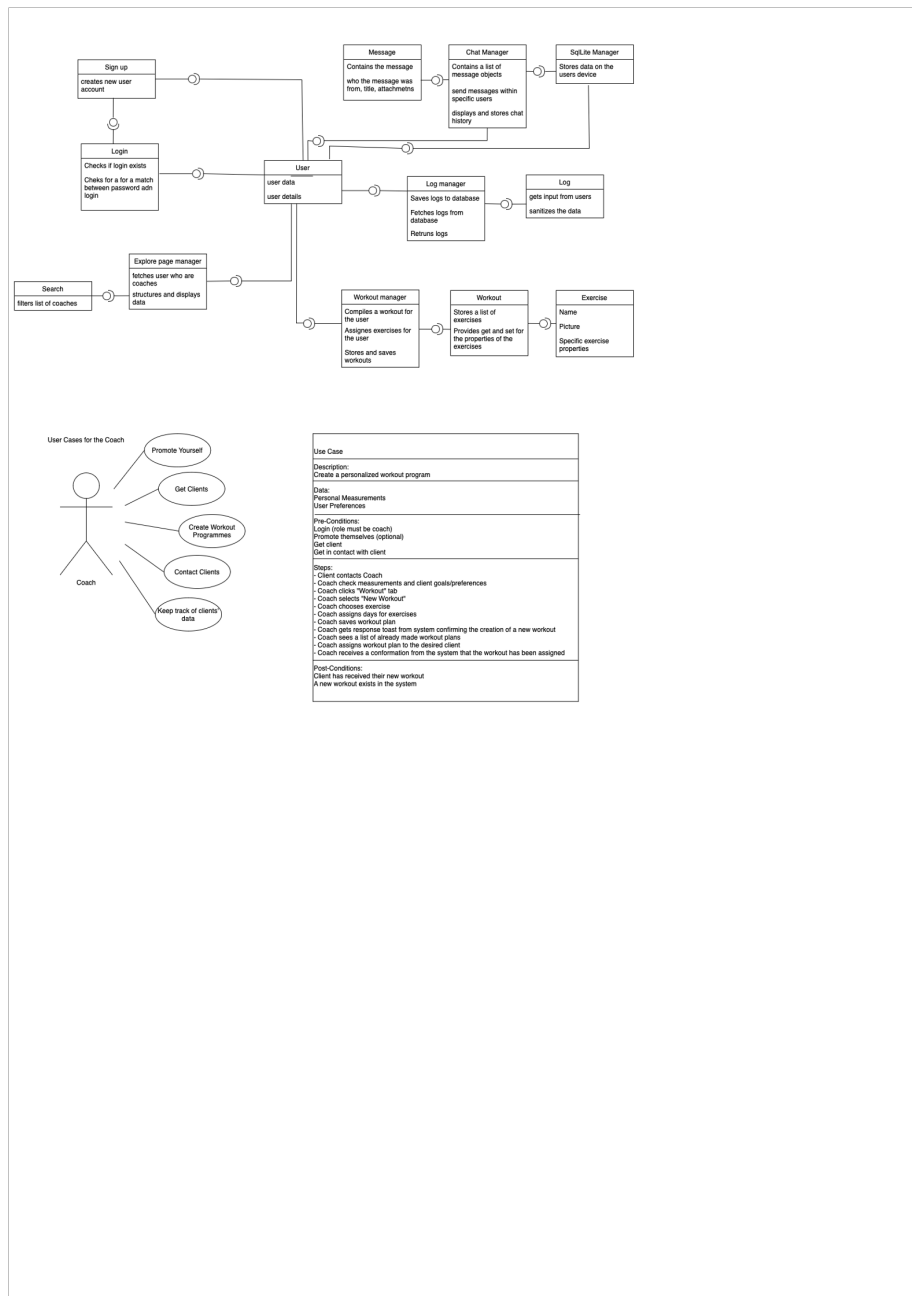 Message
Contains the message
who the message was
from, title, attachmetns
Chat Manager
Contains a list of
message objects
send messages within
specific users
displays and stores chat
history
SqlLite Manager
Stores data on the
users device
Sign up
creates new user
account
Login
Checks if login exists
Cheks for a for a match
between password adn
login
User
user data
user details
Log manager
Saves logs to database
Fetches logs from
database
Retruns logs
Log
gets input from users
sanitizes the data
Explore page manager
fetches user who are
coaches
structures and displays
data
Search
filters list of coaches
Workout manager
Compiles a workout for
the user
Assignes exercises for
the user
Stores and saves
workouts
Workout
Stores a list of
exercises
Provides get and set for
the properties of the
exercises
Exercise
Name
Picture
Specific exercise
properties
User Cases for the Coach
Promote Yourself
Get Clients
Create Workout
Programmes
Contact Clients
Keep track of clients"
data
Coach
Use Case
Description:
Create a personalized workout program
Data:
Personal Measurements
User Preferences
Pre-Conditions:
Login (role must be coach)
Promote themselves (optional)
Get client
Get in contact with client
Steps:
- Client contacts Coach
- Coach check measurements and client goals/preferences
- Coach clicks "Workout" tab
- Coach selects "New Workout"
- Coach chooses exercise
- Coach assigns days for exercises
- Coach saves workout plan
- Coach gets response toast from system confirming the creation of a new workout
- Coach sees a list of already made workout plans
- Coach assigns workout plan to the desired client
- Coach receives a conformation from the system that the workout has been assigned
Post-Conditions:
Client has received their new workout
A new workout exists in the system